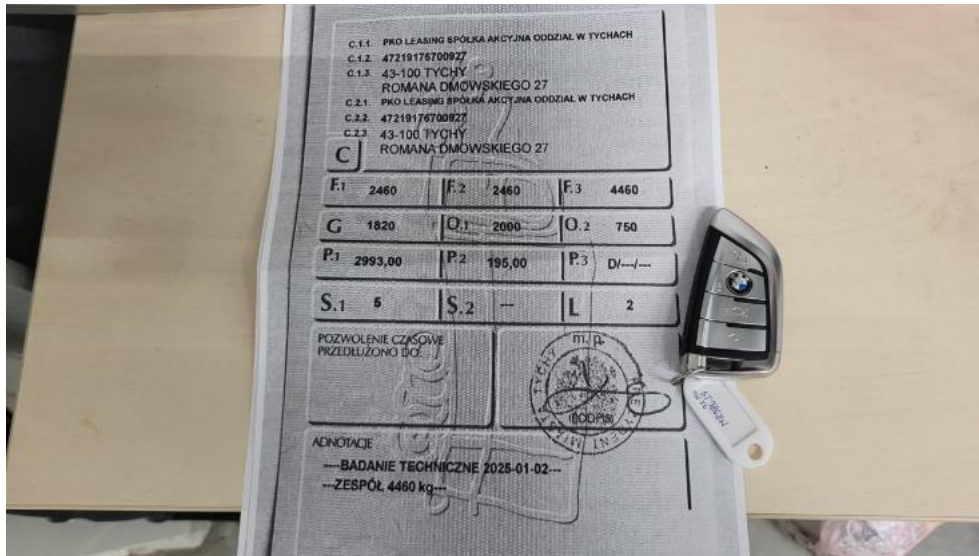 C.1.1. PKO LEASING SPÓŁKA AKCYJNA ODDZIAŁ W TYCHACH
C.1.2. 47219176700927
C.1.3. 43-100 TYCHY
ROMANA DMOWSKIEGO 27
C.2.1. PKO LEASING SPÓŁKA AKCYJNA ODDZIAŁ W TYCHACH
C.2.2. 47219176700927
C.2.3. 43-100 TYCHY
ROMANA DMOWSKIEGO 27
C
F.1 2460 F.2 2460 F.3 4460
G 1820 O.1 2000 O.2 750
P.1 2993,00 P.2 195,00 P.3 D/---/---
S.1 5 S.2 --- L 2
POZWOLENIE CZASOWE
PRZEDŁUŻONO DO:
m. p.
TYCHY
(PODPIS)
ADNOTACJE
----BADANIE TECHNICZNE 2025-01-02---
---ZESPÓŁ 4460 kg---
BMW